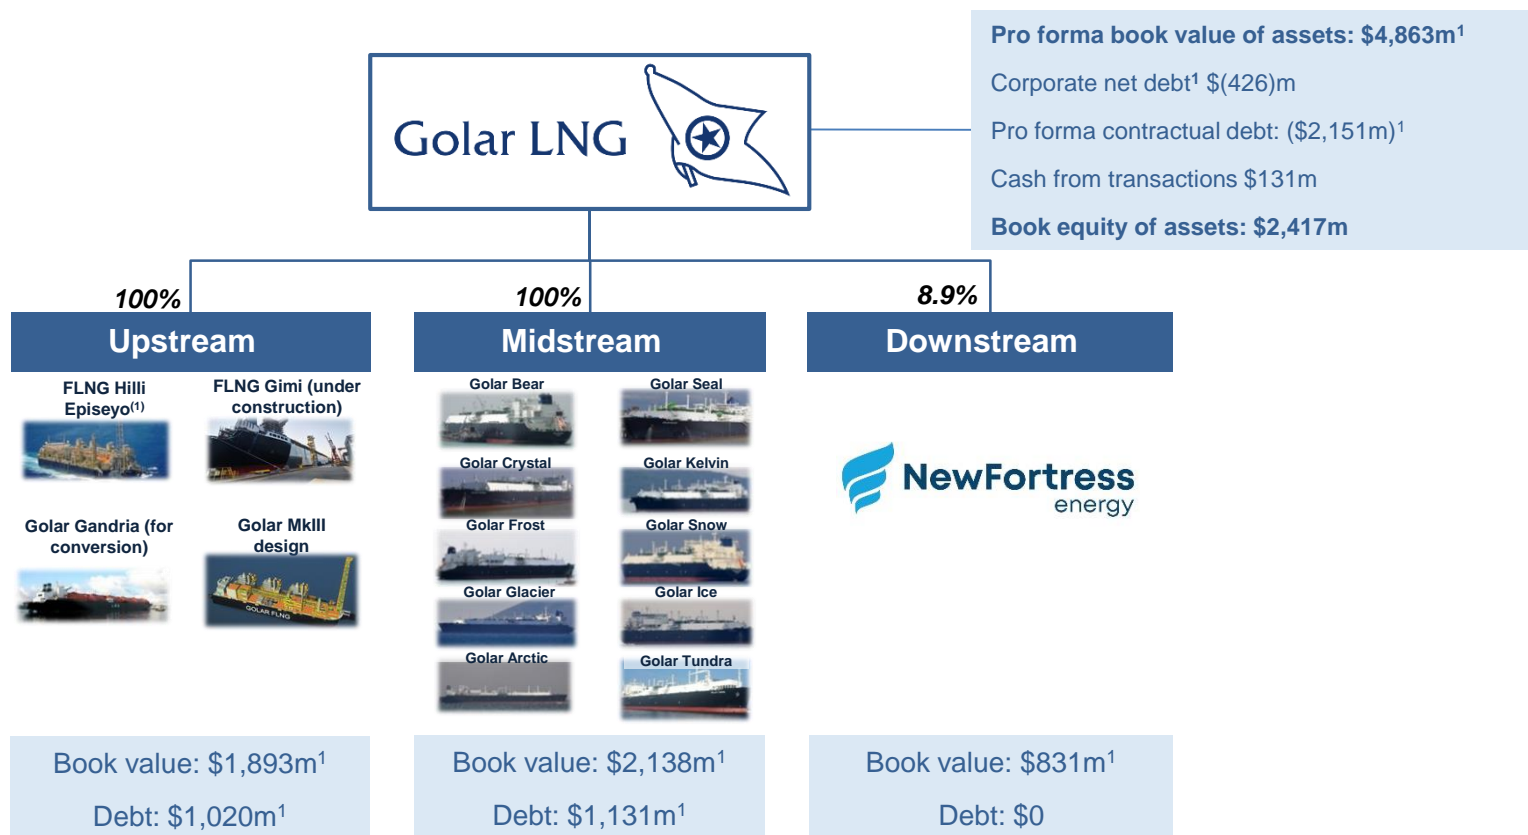 Pro forma book value of assets: $4,863m¹
Corporate net debt¹ $(426)m
Pro forma contractual debt: ($2,151m)¹
Cash from transactions $131m
Book equity of assets: $2,417m
Golar LNG
100%
100%
8.9%
Upstream
Midstream
Downstream
FLNG Hilli
Episeyo⁽¹⁾
FLNG Gimi (under
construction)
Golar Gandria (for
conversion)
Golar MkIII
design
GOLAR FLNG
Golar Bear
Golar Seal
Golar Crystal
Golar Kelvin
Golar Frost
Golar Snow
Golar Glacier
Golar Ice
Golar Arctic
Golar Tundra
NewFortress
energy
Book value: $1,893m¹
Debt: $1,020m¹
Book value: $2,138m¹
Debt: $1,131m¹
Book value: $831m¹
Debt: $0